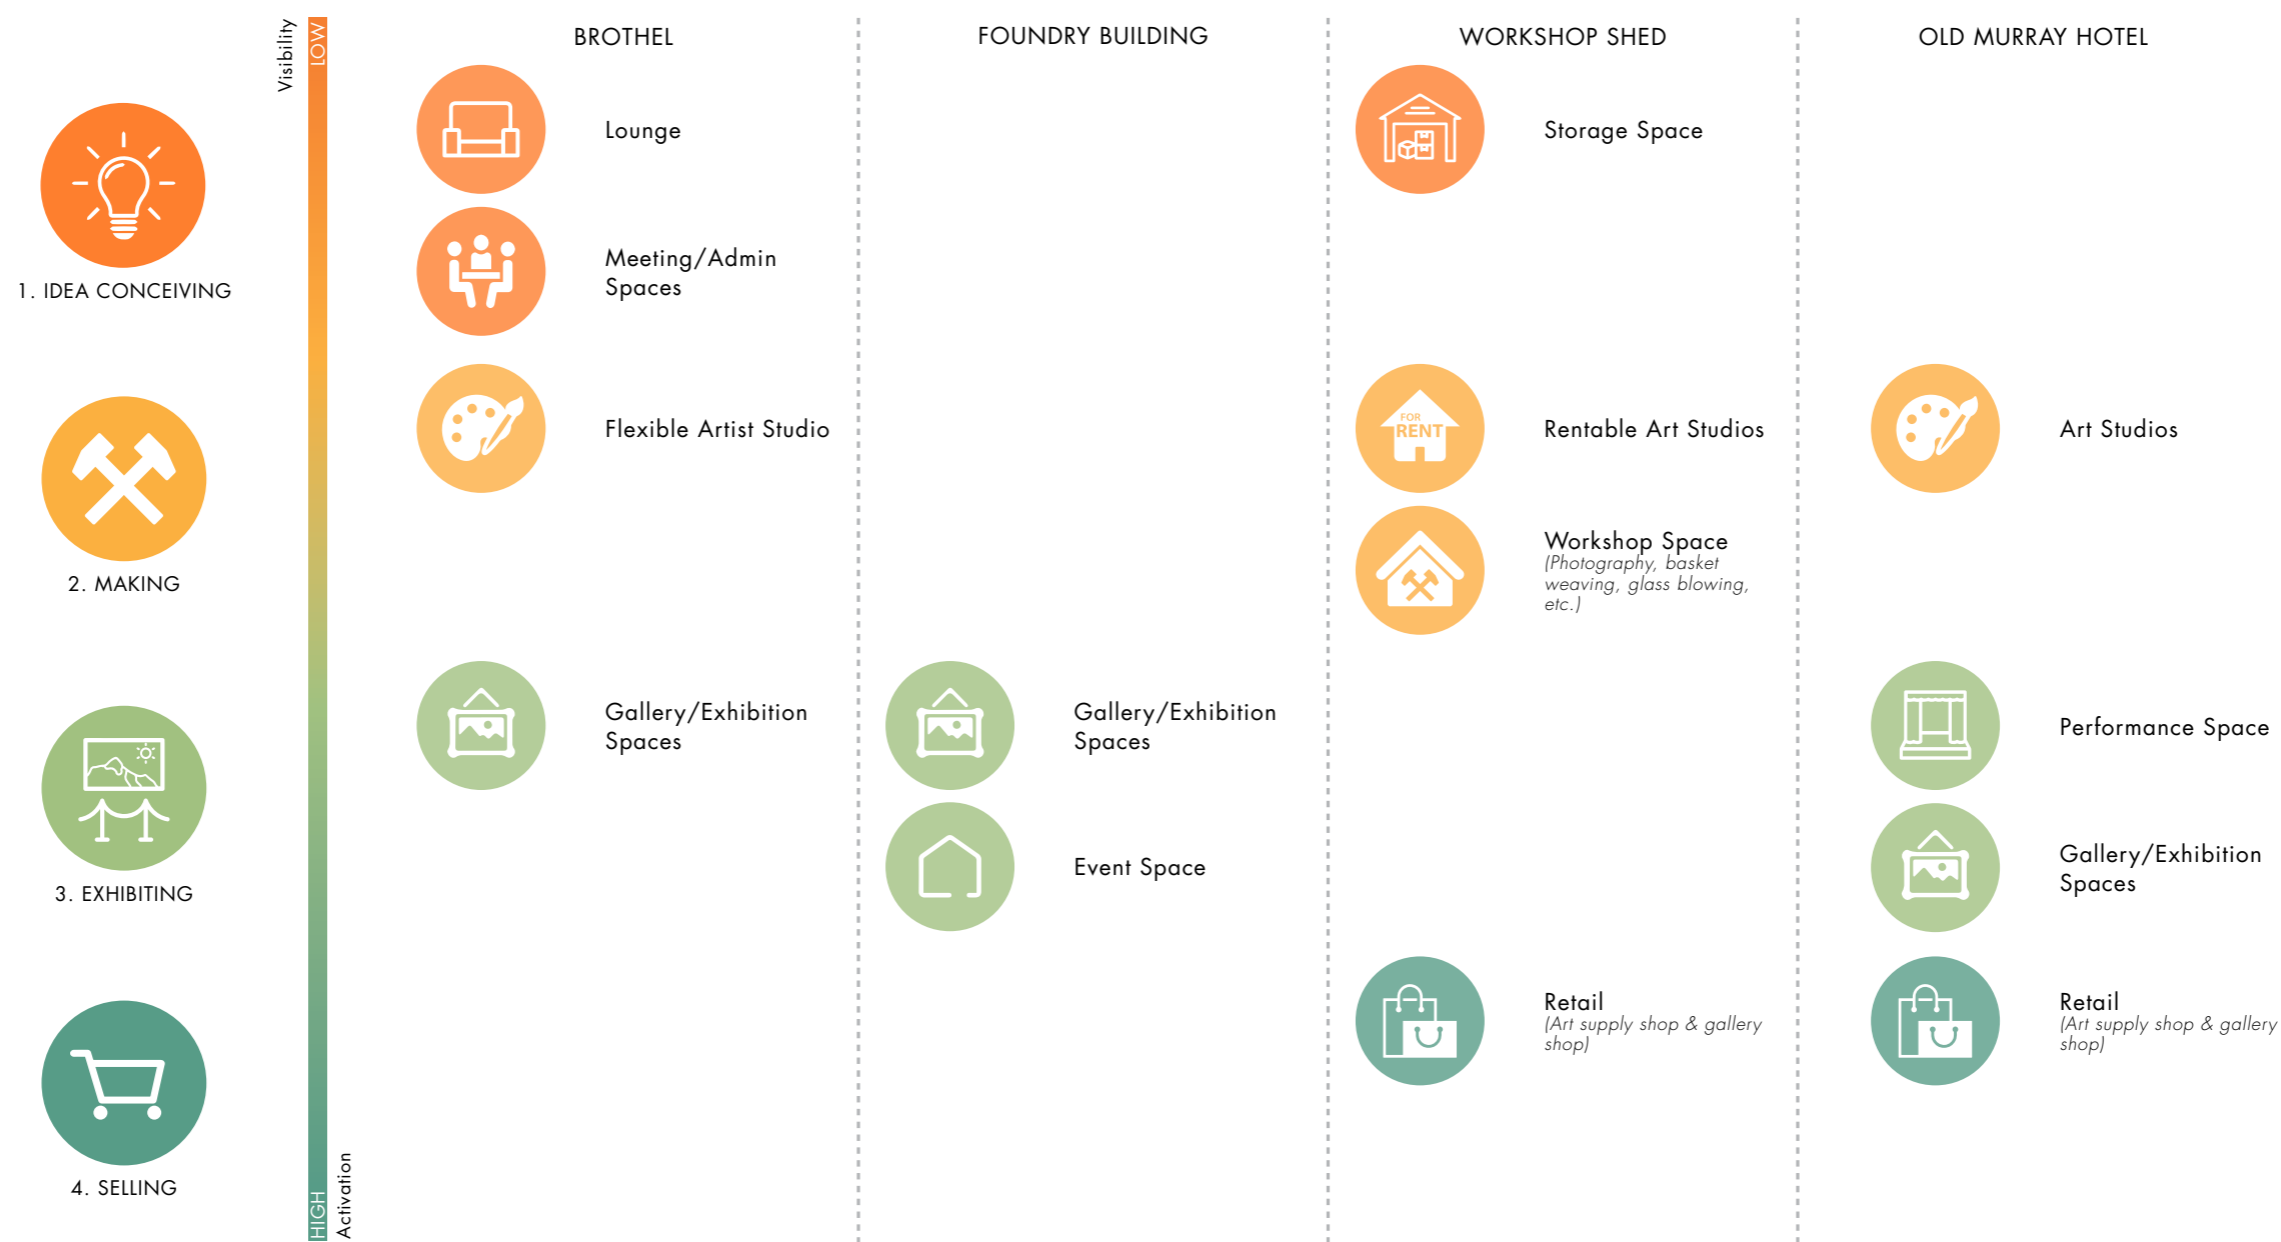 Visibility
LOW
1. IDEA CONCEIVING
2. MAKING
3. EXHIBITING
4. SELLING
HIGH
Activation
BROTHEL
Lounge
Meeting/Admin
Spaces
Flexible Artist Studio
Gallery/Exhibition
Spaces
FOUNDRY BUILDING
Gallery/Exhibition
Spaces
Event Space
WORKSHOP SHED
Storage Space
FOR
RENT
Rentable Art Studios
Workshop Space
(Photography, basket
weaving, glass blowing,
etc.)
Retail
(Art supply shop & gallery
shop)
OLD MURRAY HOTEL
Art Studios
Performance Space
Gallery/Exhibition
Spaces
Retail
(Art supply shop & gallery
shop)